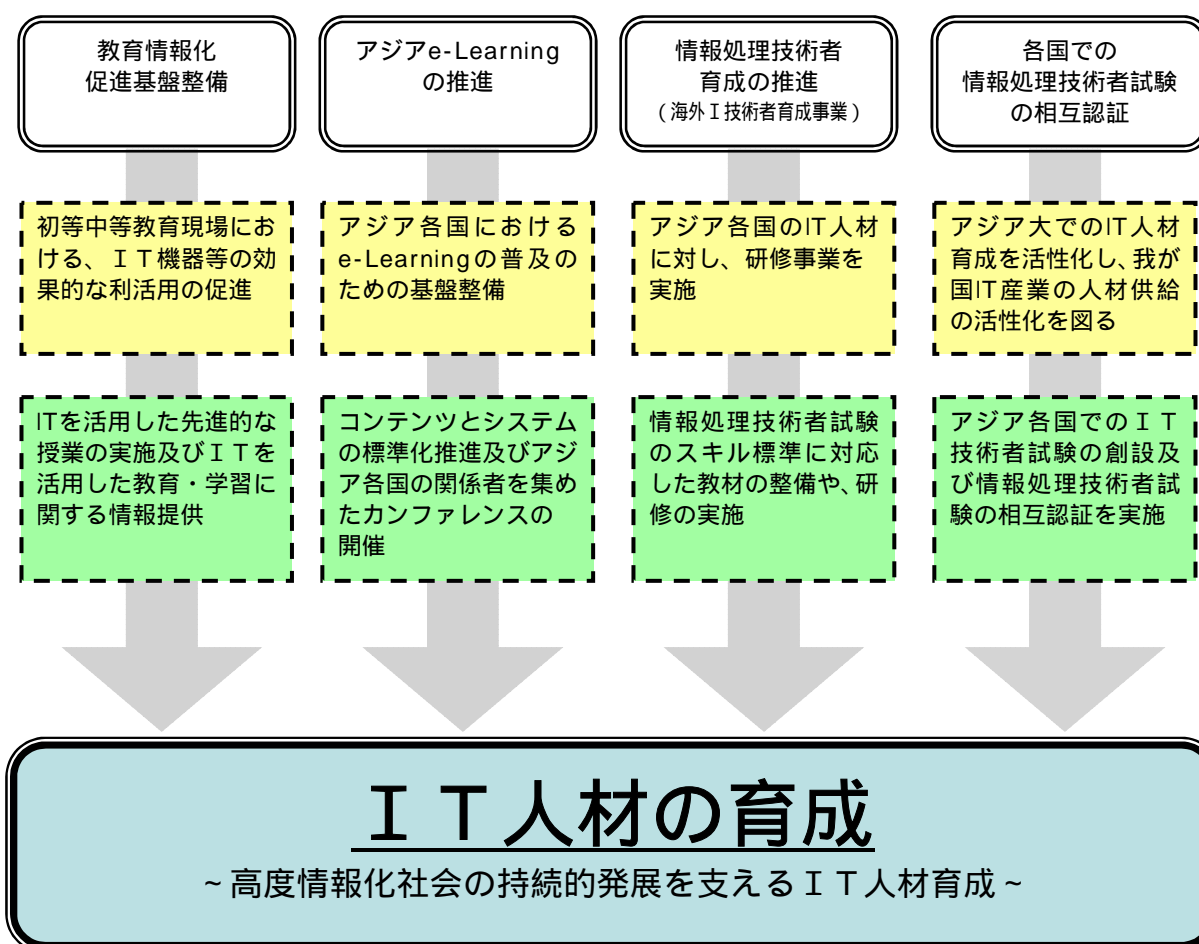 教育情報化
促進基盤整備
アジアe-Learning
の推進
情報処理技術者
育成の推進
(海外Ｉ技術者育成事業)
各国での
情報処理技術者試験
の相互認証
初等中等教育現場にお
ける、ＩＴ機器等の効
果的な利活用の促進
アジア各国における
e-Learningの普及の
ための基盤整備
アジア各国のIT人材
に対し、研修事業を
実施
アジア大でのIT人材
育成を活性化し、我が
国IT産業の人材供給
の活性化を図る
ITを活用した先進的な
授業の実施及びＩＴを
活用した教育・学習に
関する情報提供
コンテンツとシステム
の標準化推進及びアジ
ア各国の関係者を集め
たカンファレンスの
開催
情報処理技術者試験
のスキル標準に対応
した教材の整備や、研
修の実施
アジア各国でのＩＴ
技術者試験の創設及
び情報処理技術者試
験の相互認証を実施
ＩＴ人材の育成
~高度情報化社会の持続的発展を支えるＩＴ人材育成~